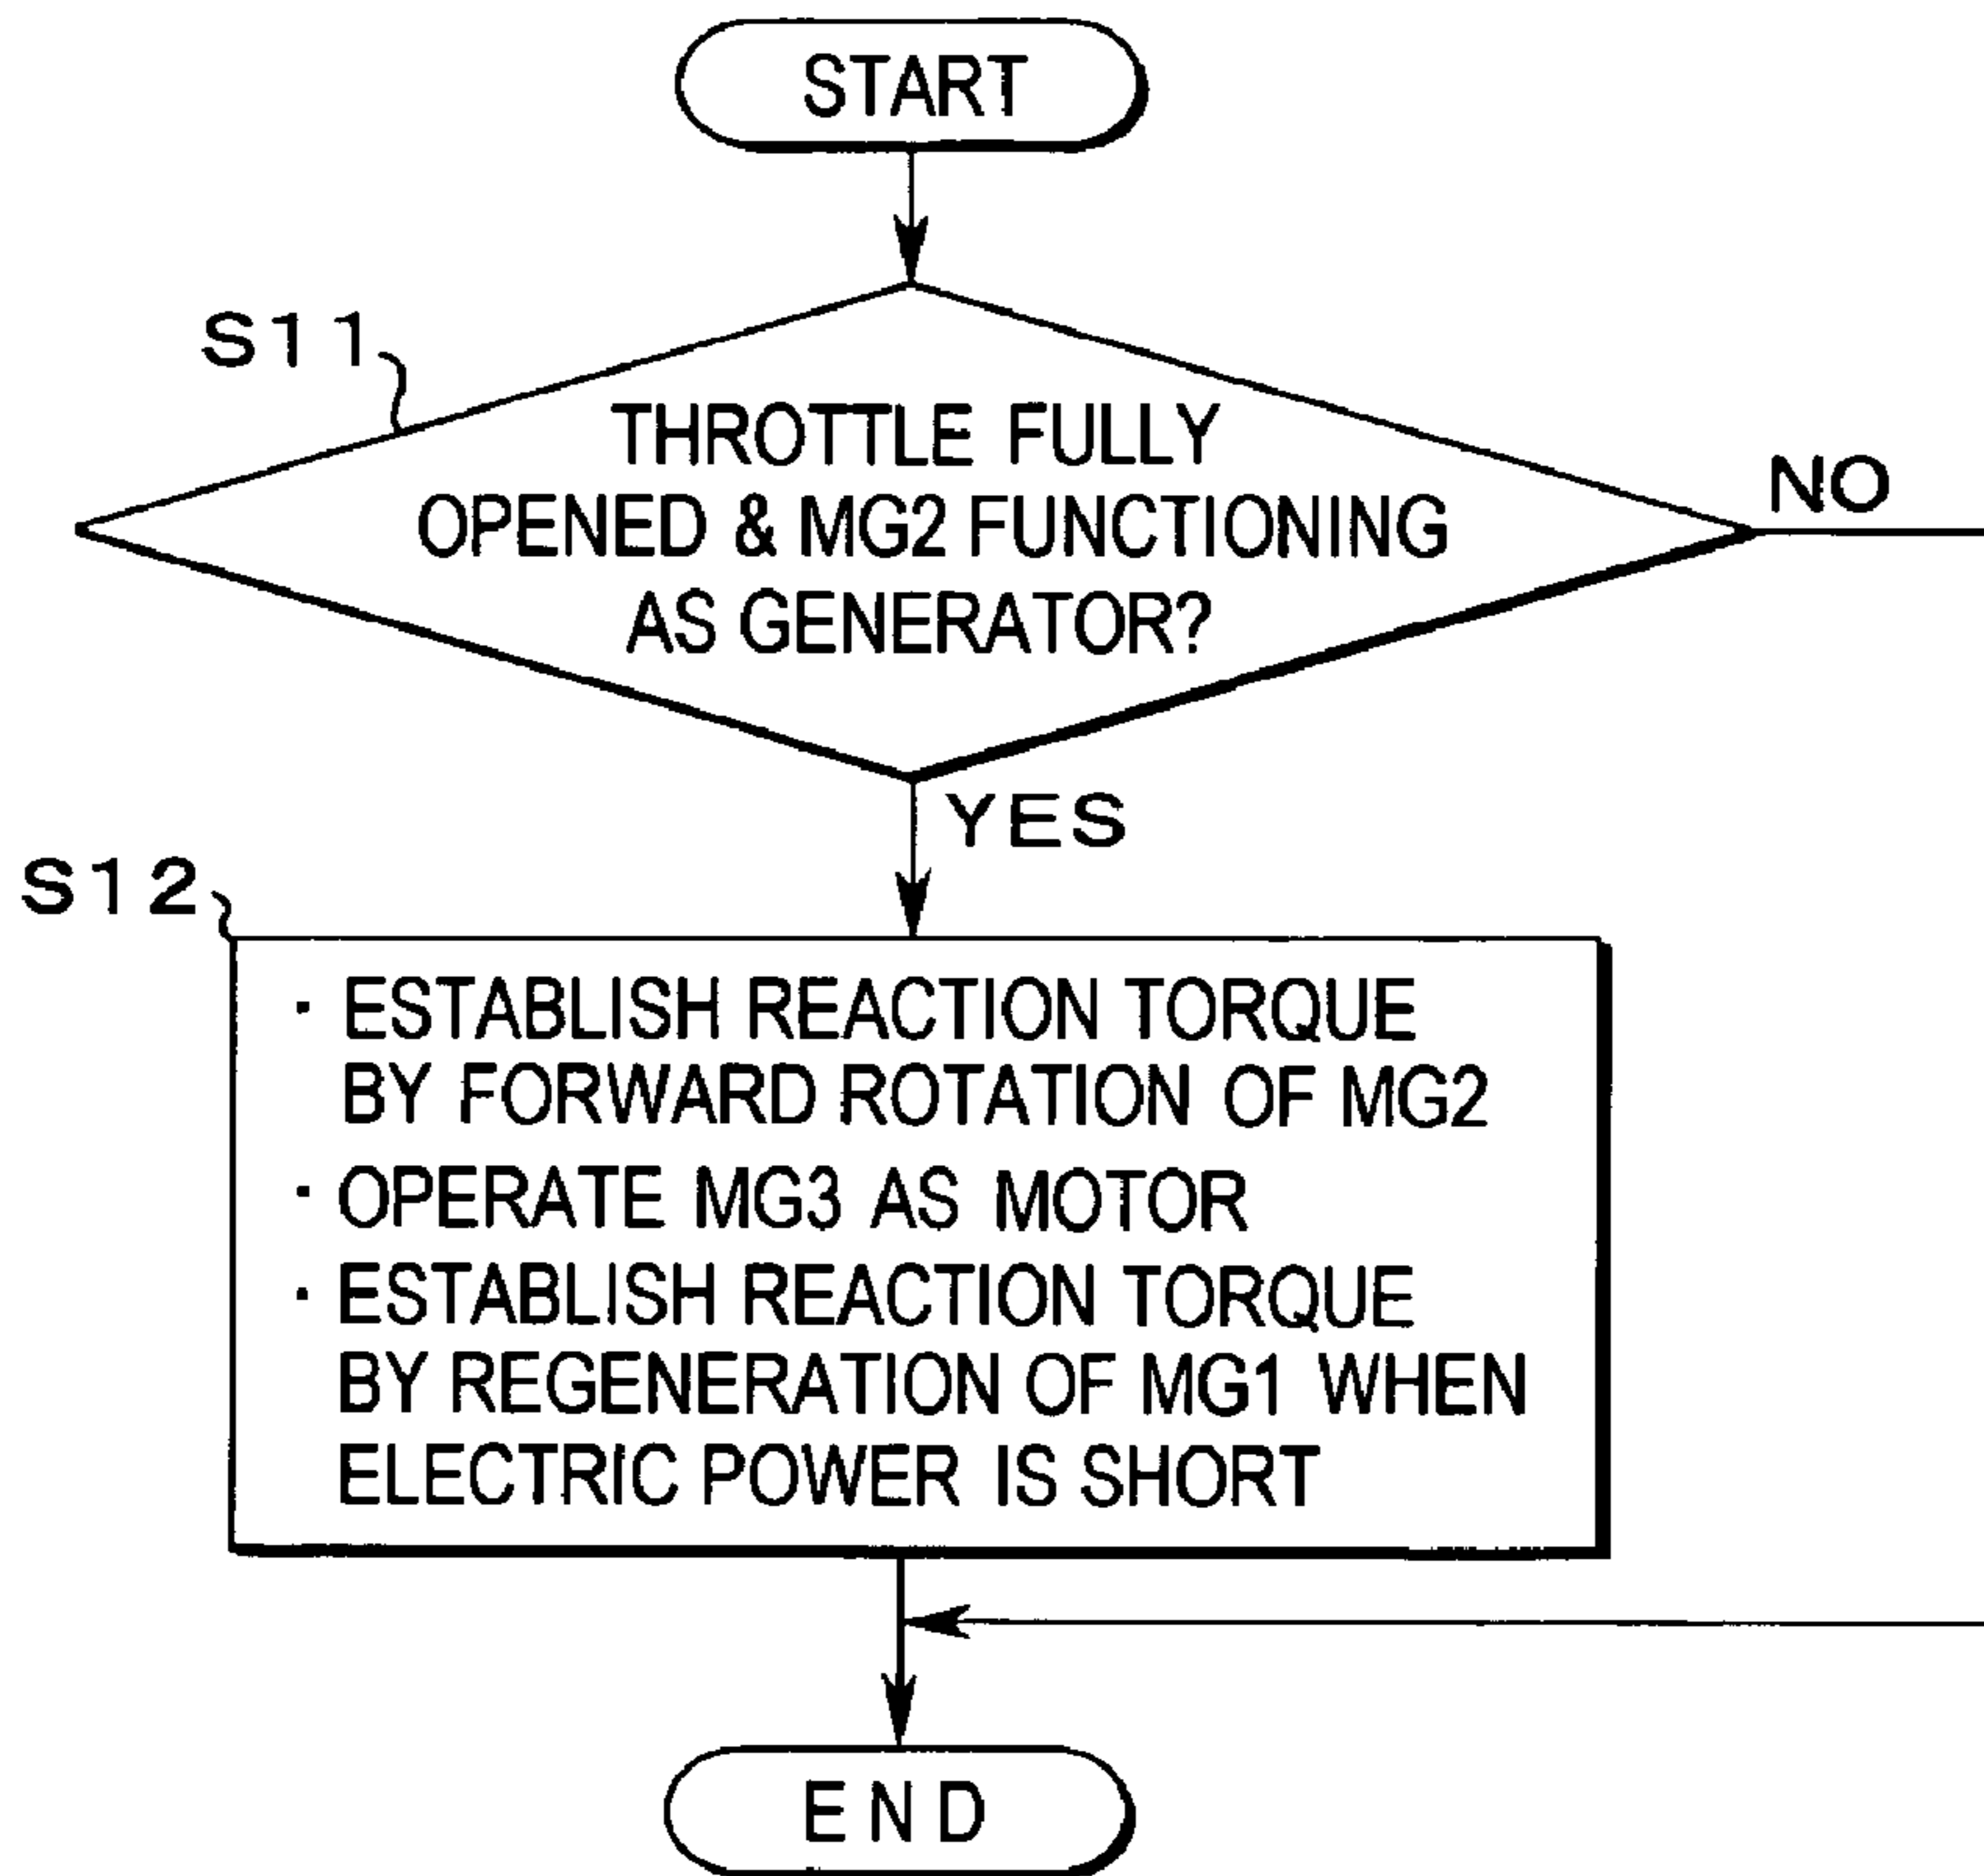 START
S11
THROTTLE FULLY
OPENED & MG2 FUNCTIONING
AS GENERATOR?
NO
YES
S12
· ESTABLISH REACTION TORQUE
BY FORWARD ROTATION OF MG2
· OPERATE MG3 AS MOTOR
· ESTABLISH REACTION TORQUE
BY REGENERATION OF MG1 WHEN
ELECTRIC POWER IS SHORT
END